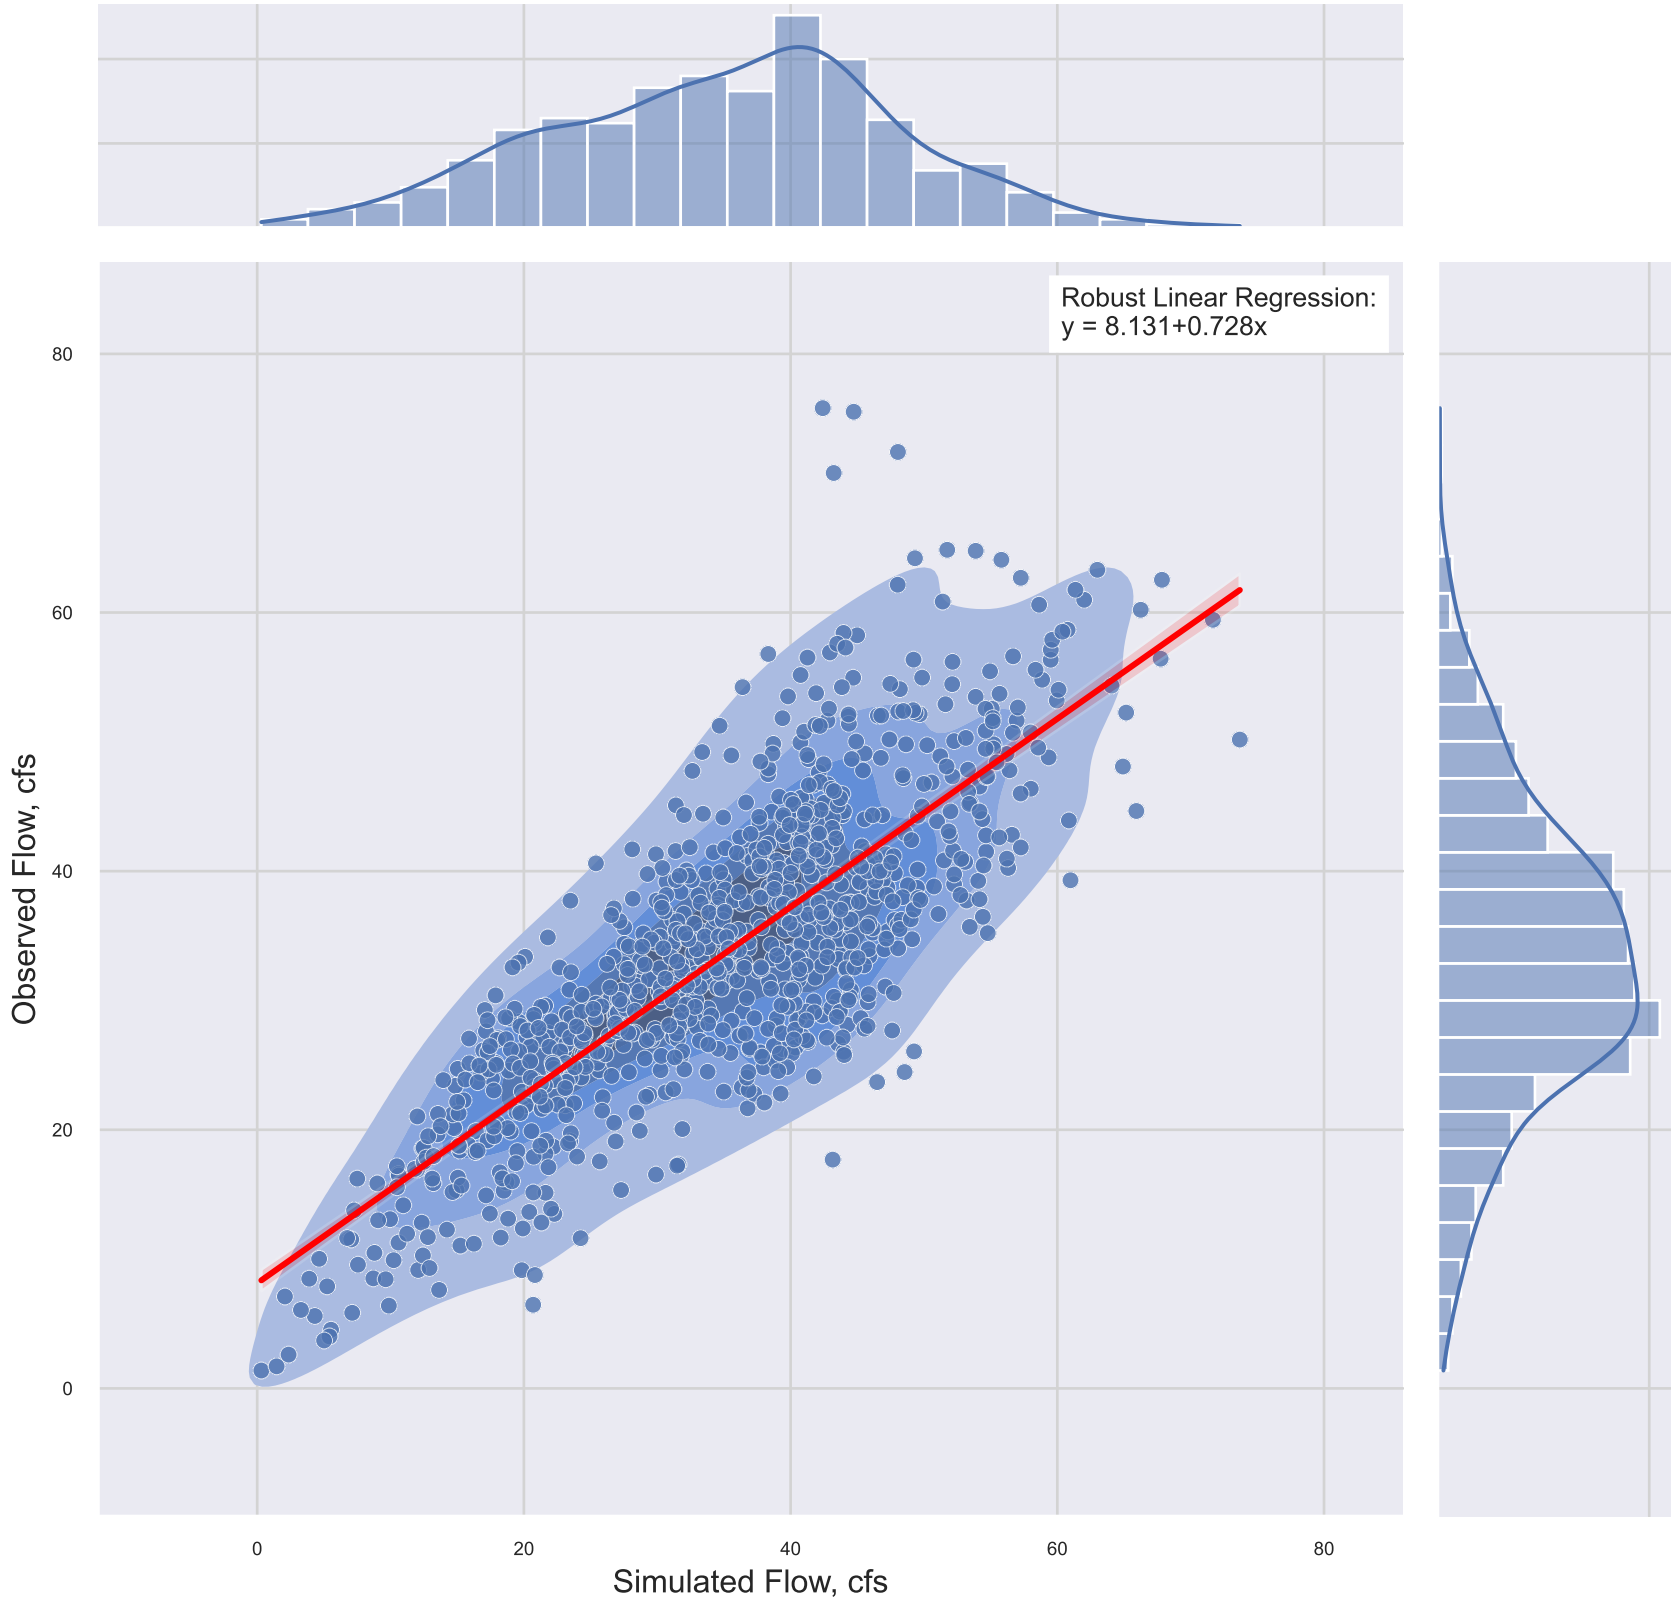 Robust Linear Regression:
y = 8.131+0.728x
80
60
40
20
0
Observed Flow, cfs
0 20 40 60 80
Simulated Flow, cfs